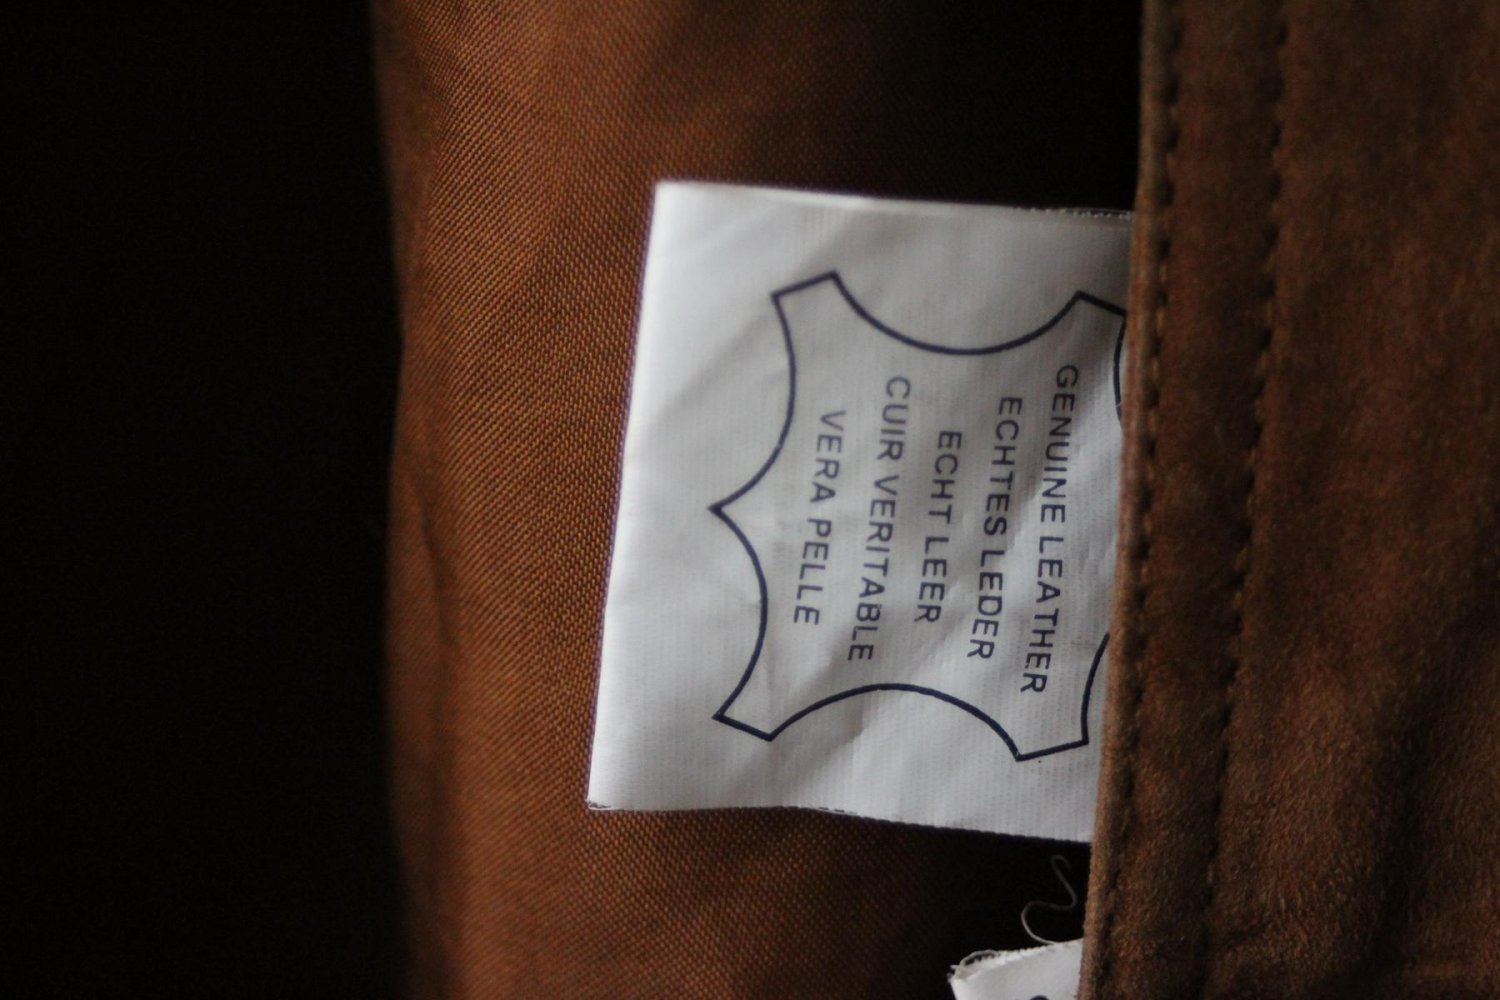 GENUINE LEATHER
ECHTES LEDER
ECHT LEER
CUIR VERITABLE
VERA PELLE